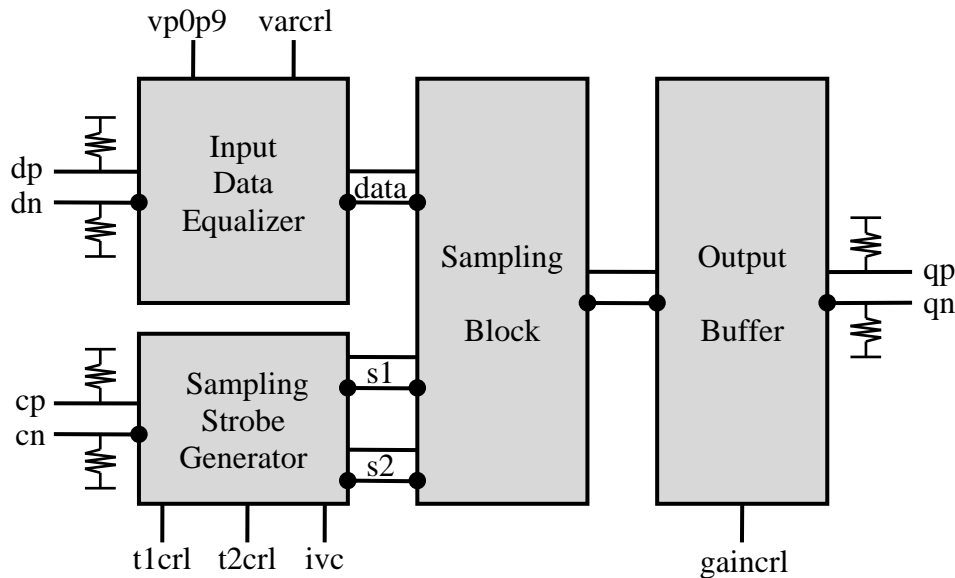 vp0p9 varcrl
dp
dn
Input
Data
Equalizer
data
Sampling
Block
Output
Buffer
qp
qn
cp
cn
Sampling
Strobe
Generator
s1
s2
t1crl t2crl ivc
gaincrl